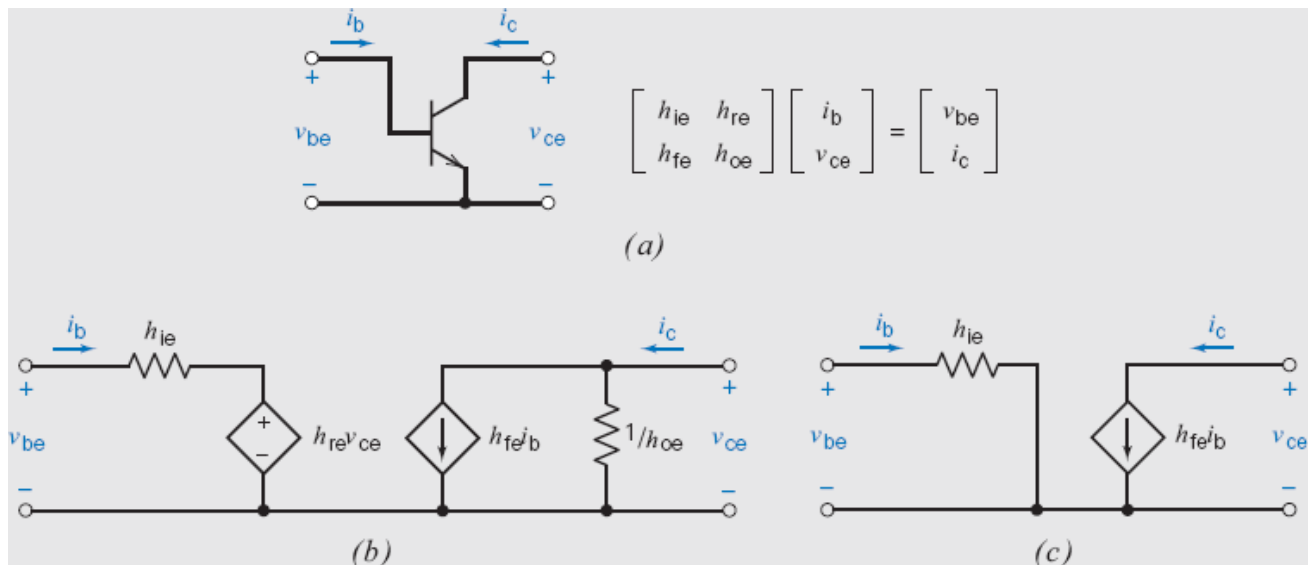 i_b i_c
+ +
v_be v_ce
− −
[ h_ie h_re ] [ i_b ] = [ v_be ]
[ h_fe h_oe ] [ v_ce ] [ i_c ]
(a)
i_b h_ie i_c i_b h_ie i_c
+ + + +
v_be + − h_re v_ce h_fe i_b 1/h_oe v_ce v_be h_fe i_b v_ce
− − − −
(b) (c)